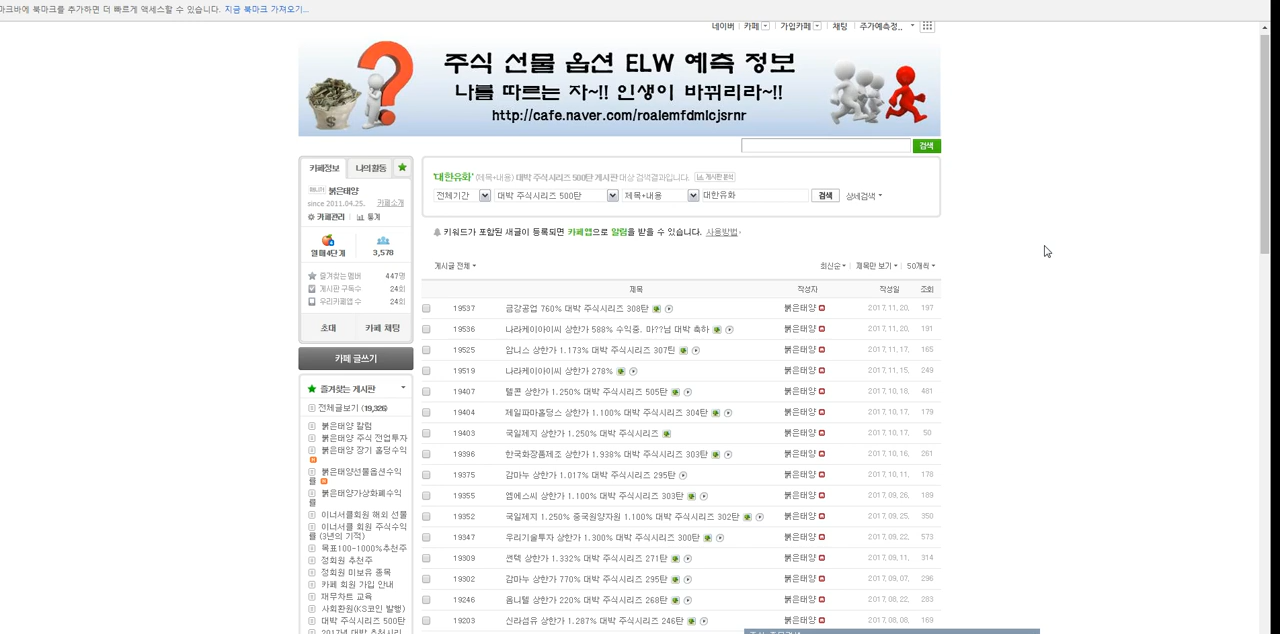 마크바에 북마크를 추가하면 더 빠르게 액세스할 수 있습니다. 지금 북마크 가져오기...
네이버 카페 가입카페 채팅 주가예측정..
주식 선물 옵션 ELW 예측 정보
나를 따르는 자~!! 인생이 바뀌리라~!!
http://cafe.naver.com/roalemfdmlcjsrnr
검색
카페정보 나의활동
붉은태양
since 2011.04.25. 카페소개
카페관리 통계
열매4단계 3,578
즐겨찾는 멤버 447명
게시판 구독수 24회
우리카페앱 수 24회
초대 카페 채팅
카페 글쓰기
즐겨찾는 게시판
전체글보기 (19,326)
붉은태양 칼럼
붉은태양 주식 전업투자
붉은태양 장기 홀딩수익
붉은태양선물옵션수익
률
붉은태양가상화폐수익
률
이너서클회원 해외 선물
이너서클 회원 주식수익
률 (3년의 기적)
목표100-1000%추천주
정회원 추천주
정회원 미보유 종목
카페 회원 가입 안내
재무차트 교육
사회환원(KS코인 발행)
대박 주식시리즈 500탄
2017년 대박 추천시리
'대한유화' (제목+내용) 대박 주식시리즈 500탄 게시판 대상 검색결과입니다. 게시판 분석
전체기간 대박 주식시리즈 500탄 제목+내용 대한유화 검색 상세검색
키워드가 포함된 새글이 등록되면 카페앱으로 알림을 받을 수 있습니다. 사용방법
게시글 전체 최신순 제목만 보기 50개씩
제목 작성자 작성일 조회
19537 금강공업 760% 대박 주식시리즈 308탄 붉은태양 2017.11.20. 197
19536 나라케이아이씨 상한가 588% 수익중. 마??님 대박 축하 붉은태양 2017.11.20. 191
19525 얍니스 상한가 1.173% 대박 주식시리즈 307탄 붉은태양 2017.11.17. 165
19519 나라케이아이씨 상한가 278% 붉은태양 2017.11.15. 249
19407 텔콘 상한가 1.250% 대박 주식시리즈 505탄 붉은태양 2017.10.18. 481
19404 제일파마홀딩스 상한가 1.100% 대박 주식시리즈 304탄 붉은태양 2017.10.17. 179
19403 국일제지 상한가 1.250% 대박 주식시리즈 붉은태양 2017.10.17. 50
19396 한국화장품제조 상한가 1.938% 대박 주식시리즈 303탄 붉은태양 2017.10.16. 261
19375 감마누 상한가 1.017% 대박 주식시리즈 295탄 붉은태양 2017.10.11. 178
19355 엠에스씨 상한가 1.100% 대박 주식시리즈 303탄 붉은태양 2017.09.26. 189
19352 국일제지 1.250% 중국원양자원 1.100% 대박 주식시리즈 302탄 붉은태양 2017.09.25. 350
19347 우리기술투자 상한가 1.300% 대박 주식시리즈 300탄 붉은태양 2017.09.22. 573
19309 썬텍 상한가 1.332% 대박 주식시리즈 271탄 붉은태양 2017.09.11. 314
19302 감마누 상한가 770% 대박 주식시리즈 295탄 붉은태양 2017.09.07. 296
19246 옴니텔 상한가 220% 대박 주식시리즈 268탄 붉은태양 2017.08.22. 283
19203 신라섬유 상한가 1.287% 대박 주식시리즈 246탄 붉은태양 2017.08.08. 169